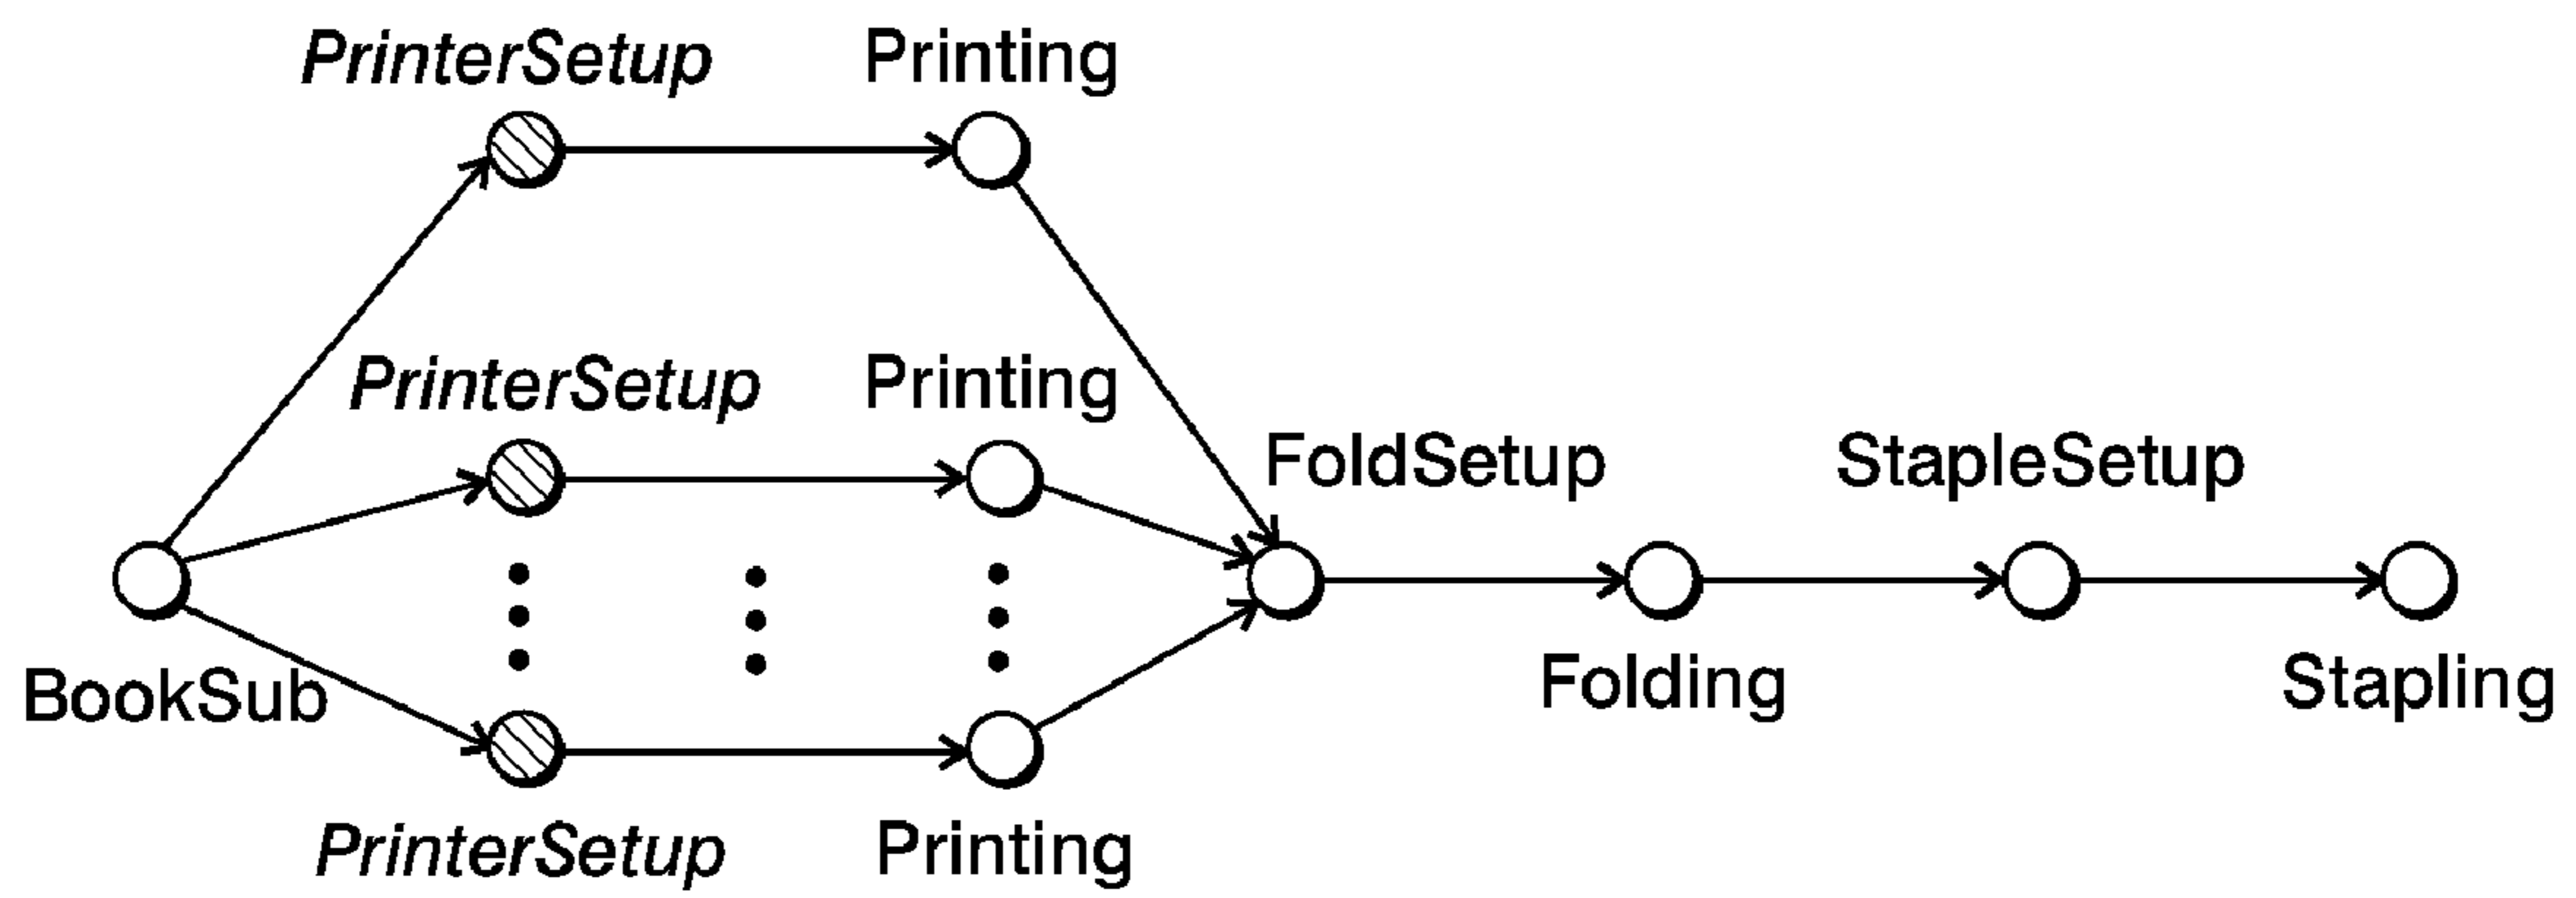 PrinterSetup
Printing
PrinterSetup
Printing
FoldSetup
StapleSetup
BookSub
Folding
Stapling
PrinterSetup
Printing